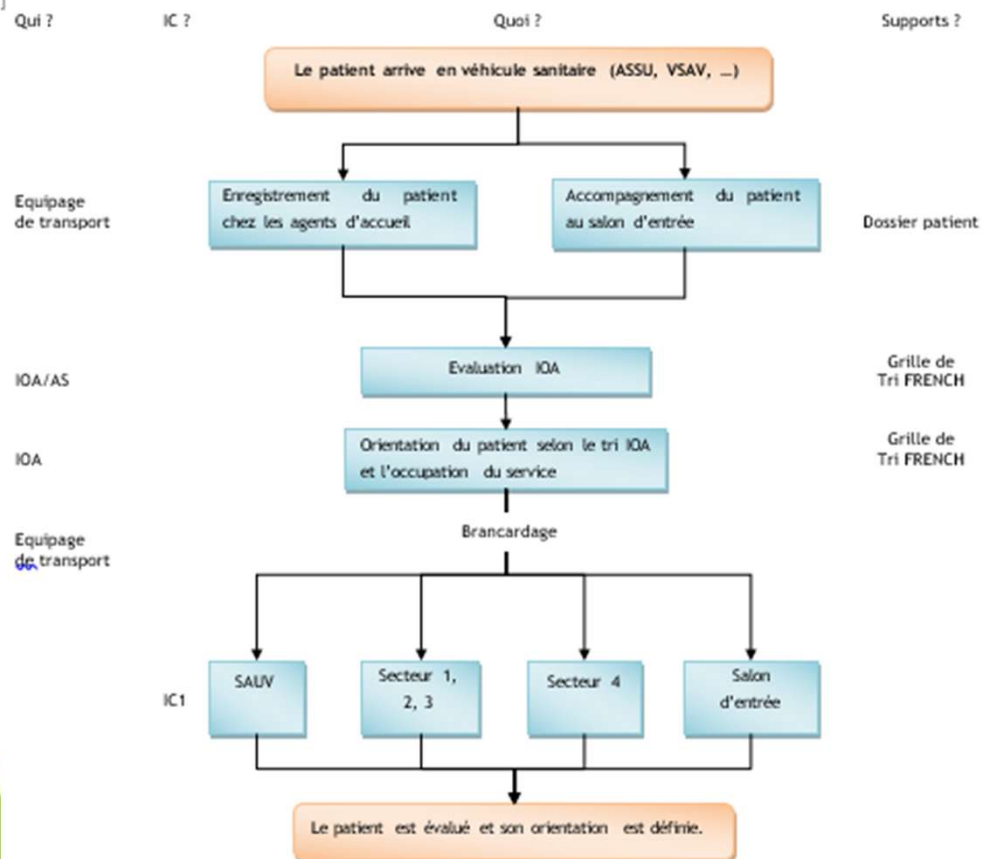 Qui ? IC ? Quoi ? Supports ?
Le patient arrive en véhicule sanitaire (ASSU, VSAV, …)
Equipage
de transport
Enregistrement du patient
chez les agents d'accueil
Accompagnement du patient
au salon d'entrée
Dossier patient
IOA/AS
Evaluation IOA
Grille de
Tri FRENCH
IOA
Orientation du patient selon le tri IOA
et l'occupation du service
Grille de
Tri FRENCH
Equipage
de transport
Brancardage
IC1
SAUV
Secteur 1,
2, 3
Secteur 4
Salon
d'entrée
Le patient est évalué et son orientation est définie.